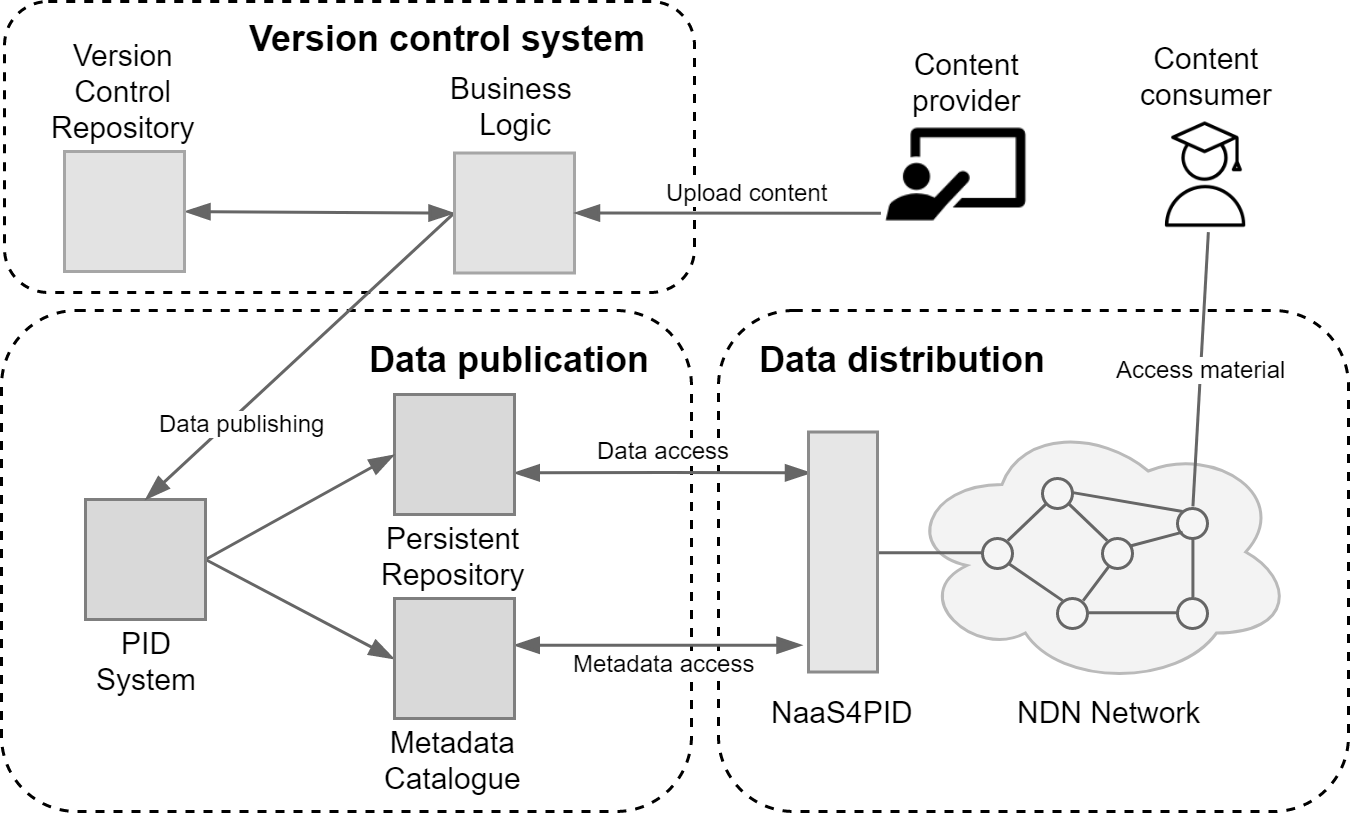 Version control system
Version
Control
Repository
Business
Logic
Content
provider
Content
consumer
Upload content
Data publication
Data distribution
Access material
Data publishing
Data access
Persistent
Repository
PID
System
Metadata access
Metadata
Catalogue
NaaS4PID
NDN Network